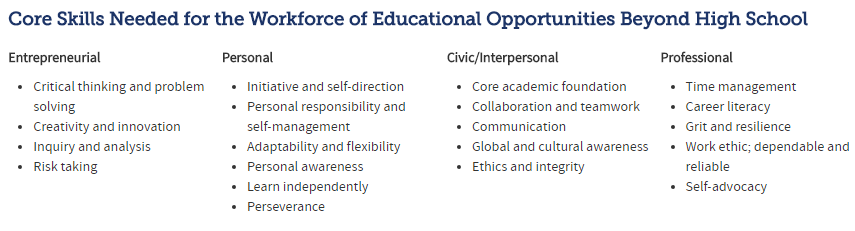 Core Skills Needed for the Workforce of Educational Opportunities Beyond High School
Entrepreneurial
• Critical thinking and problem
solving
• Creativity and innovation
• Inquiry and analysis
• Risk taking
Personal
• Initiative and self-direction
• Personal responsibility and
self-management
• Adaptability and flexibility
• Personal awareness
• Learn independently
• Perseverance
Civic/Interpersonal
• Core academic foundation
• Collaboration and teamwork
• Communication
• Global and cultural awareness
• Ethics and integrity
Professional
• Time management
• Career literacy
• Grit and resilience
• Work ethic; dependable and
reliable
• Self-advocacy